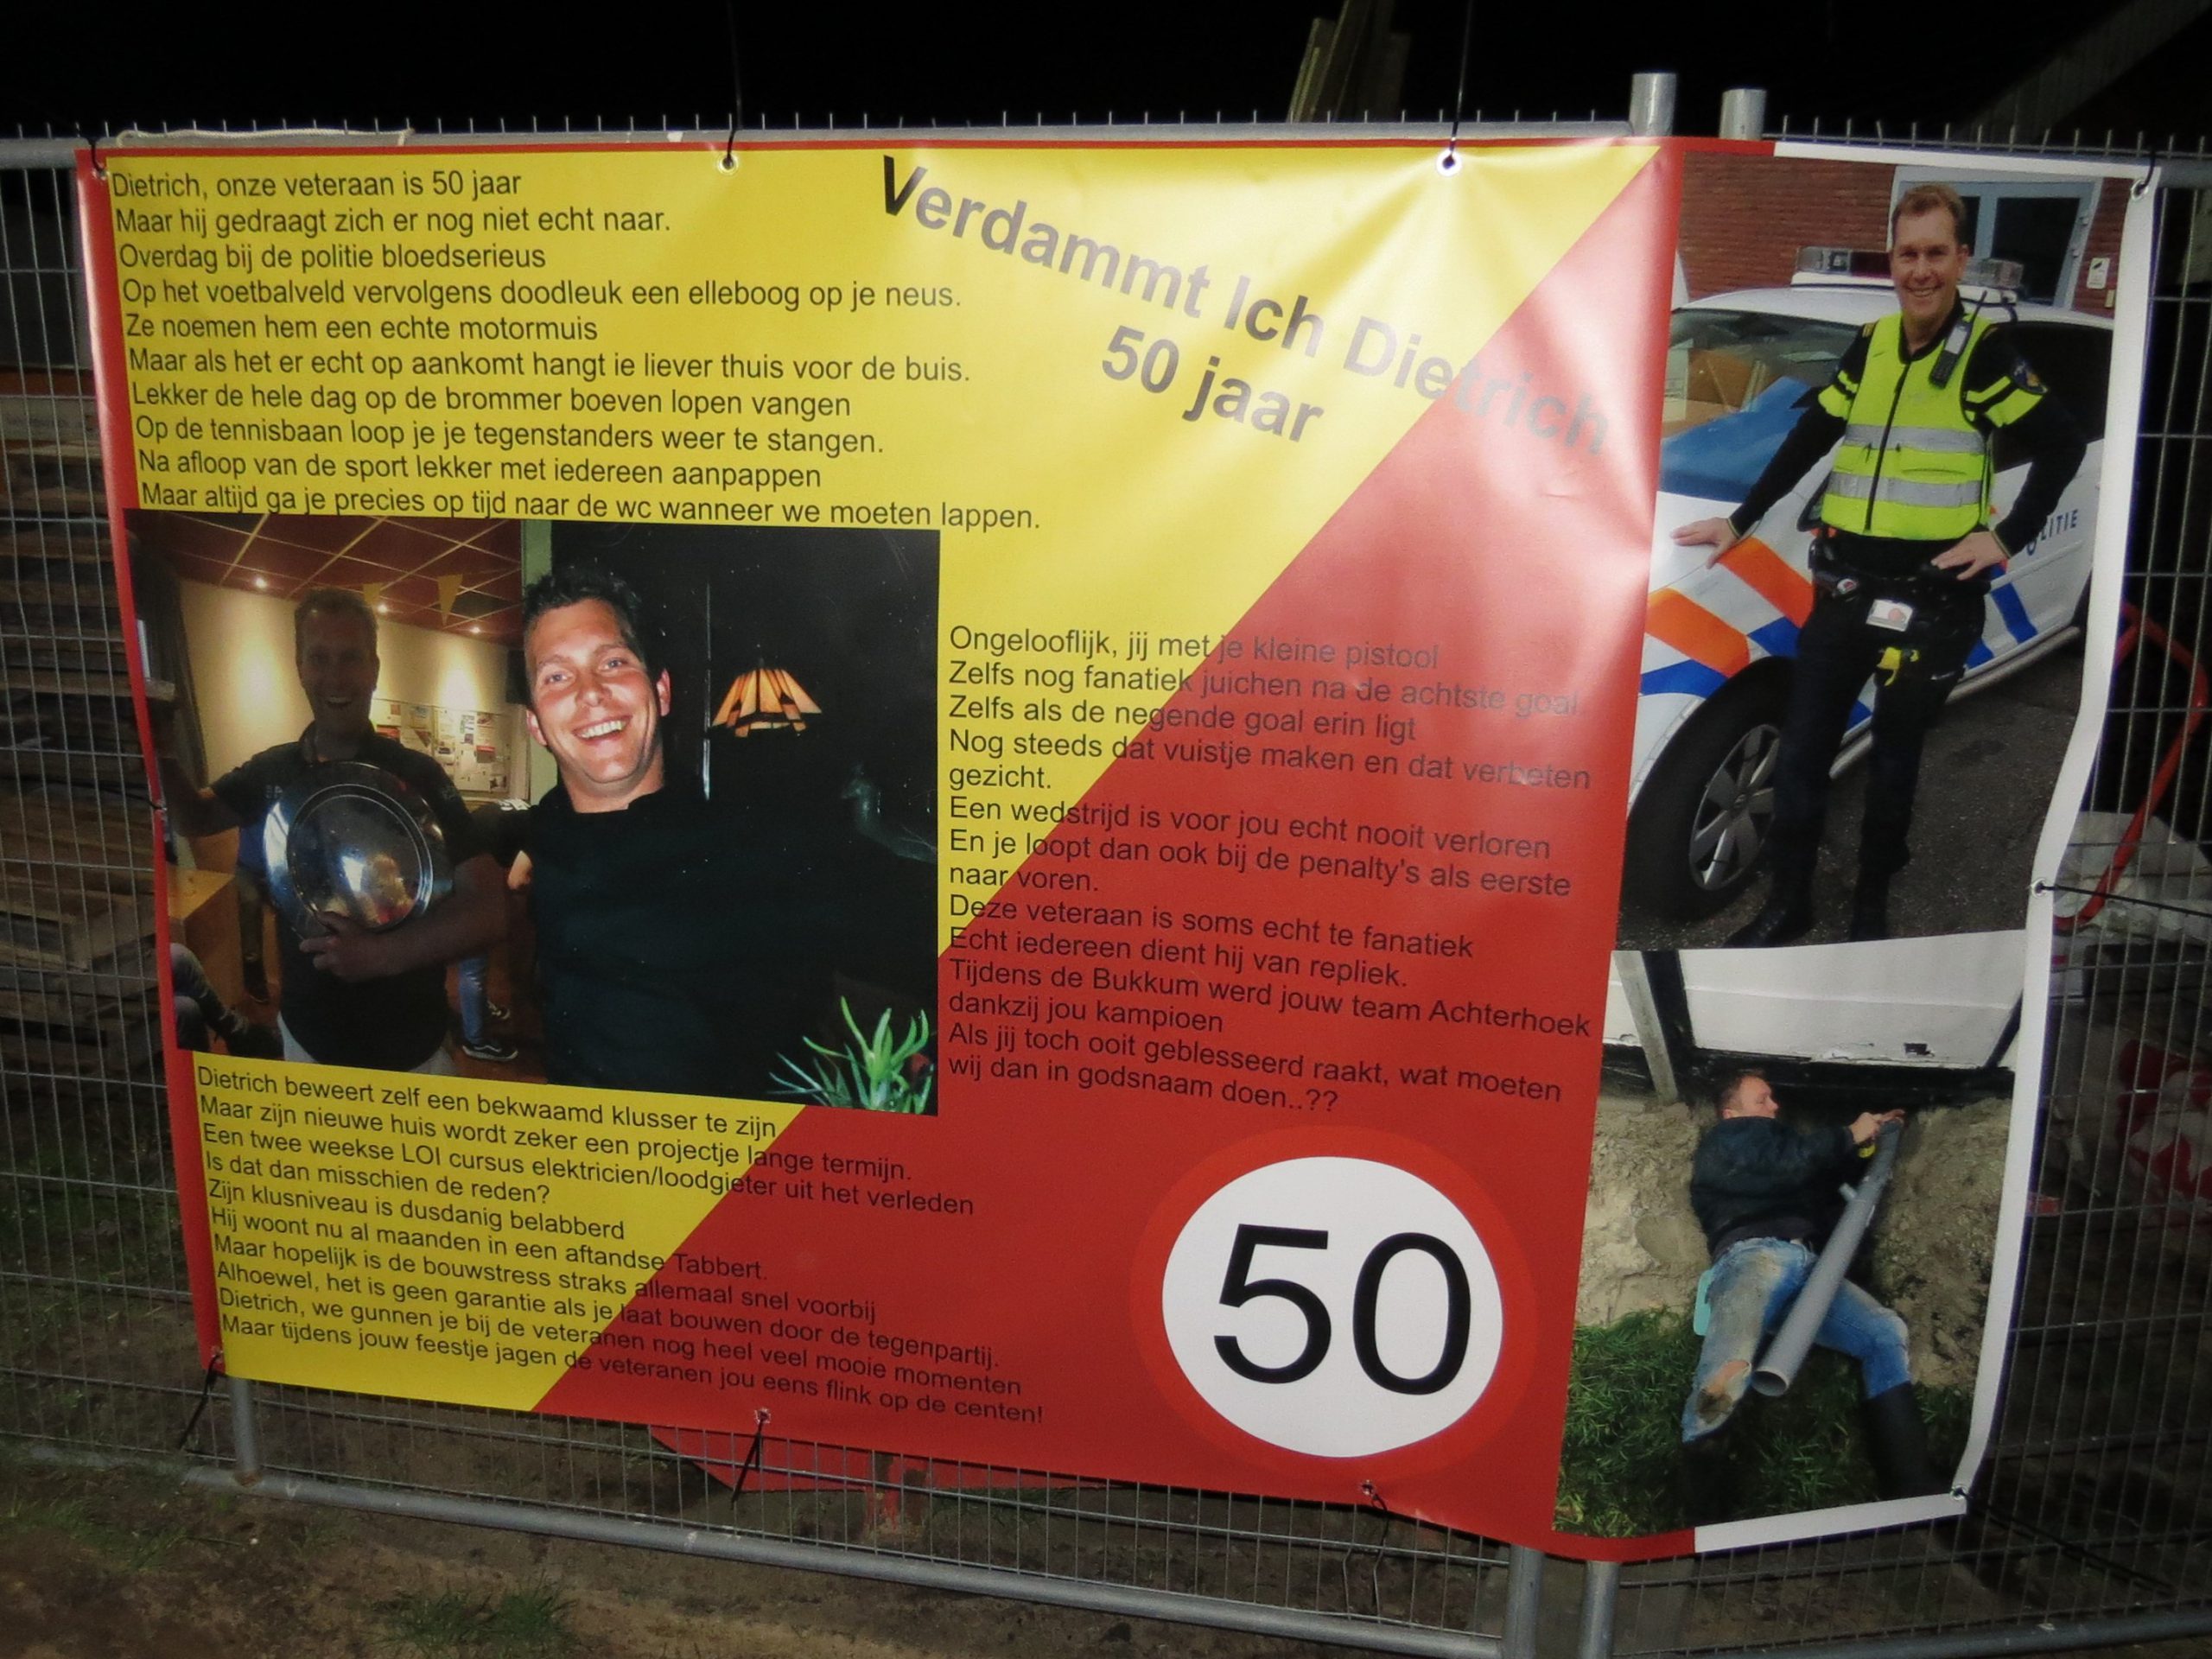 Dietrich, onze veteraan is 50 jaar
Maar hij gedraagt zich er nog niet echt naar.
Overdag bij de politie bloedserieus
Op het voetbalveld vervolgens doodleuk een elleboog op je neus.
Ze noemen hem een echte motormuis
Maar als het er echt op aankomt hangt ie liever thuis voor de buis.
Lekker de hele dag op de brommer boeven lopen vangen
Op de tennisbaan loop je je tegenstanders weer te stangen.
Na afloop van de sport lekker met iedereen aanpappen
Maar altijd ga je precies op tijd naar de wc wanneer we moeten lappen.
Verdammt Ich Dietrich
50 jaar
Ongelooflijk, jij met je kleine pistool
Zelfs nog fanatiek juichen na de achtste goal
Zelfs als de negende goal erin ligt
Nog steeds dat vuistje maken en dat verbeten
gezicht.
Een wedstrijd is voor jou echt nooit verloren
En je loopt dan ook bij de penalty's als eerste
naar voren.
Deze veteraan is soms echt te fanatiek
Echt iedereen dient hij van repliek.
Tijdens de Bukkum werd jouw team Achterhoek
dankzij jou kampioen
Als jij toch ooit geblesseerd raakt, wat moeten
wij dan in godsnaam doen..??
Dietrich beweert zelf een bekwaamd klusser te zijn
Maar zijn nieuwe huis wordt zeker een projectje lange termijn.
Een twee weekse LOI cursus elektricien/loodgieter uit het verleden
Is dat dan misschien de reden?
Zijn klusniveau is dusdanig belabberd
Hij woont nu al maanden in een aftandse Tabbert.
Maar hopelijk is de bouwstress straks allemaal snel voorbij
Alhoewel, het is geen garantie als je laat bouwen door de tegenpartij.
Dietrich, we gunnen je bij de veteranen nog heel veel mooie momenten
Maar tijdens jouw feestje jagen de veteranen jou eens flink op de centen!
50
OLITIE